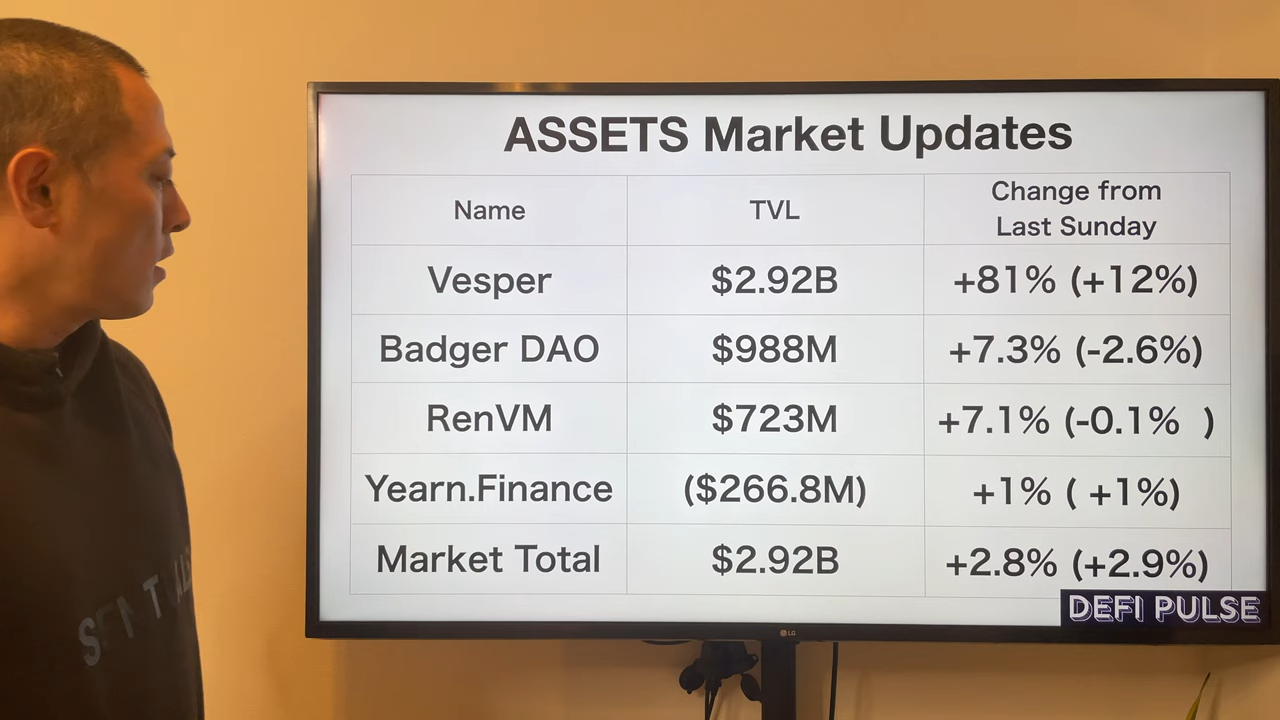 ASSETS Market Updates
Name TVL Change from
Last Sunday
Vesper $2.92B +81% (+12%)
Badger DAO $988M +7.3% (-2.6%)
RenVM $723M +7.1% (-0.1% )
Yearn.Finance ($266.8M) +1% ( +1%)
Market Total $2.92B +2.8% (+2.9%)
DEFI PULSE
LG